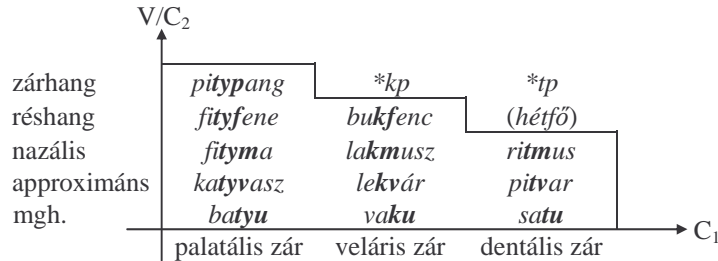 V/C2
zárhang pitypang *kp *tp
réshang fityfene bukfenc (hétfő)
nazális fityma lakmusz ritmus
approximáns katyvasz lekvár pitvar
mgh. batyu vaku satu
C1
palatális zár veláris zár dentális zár